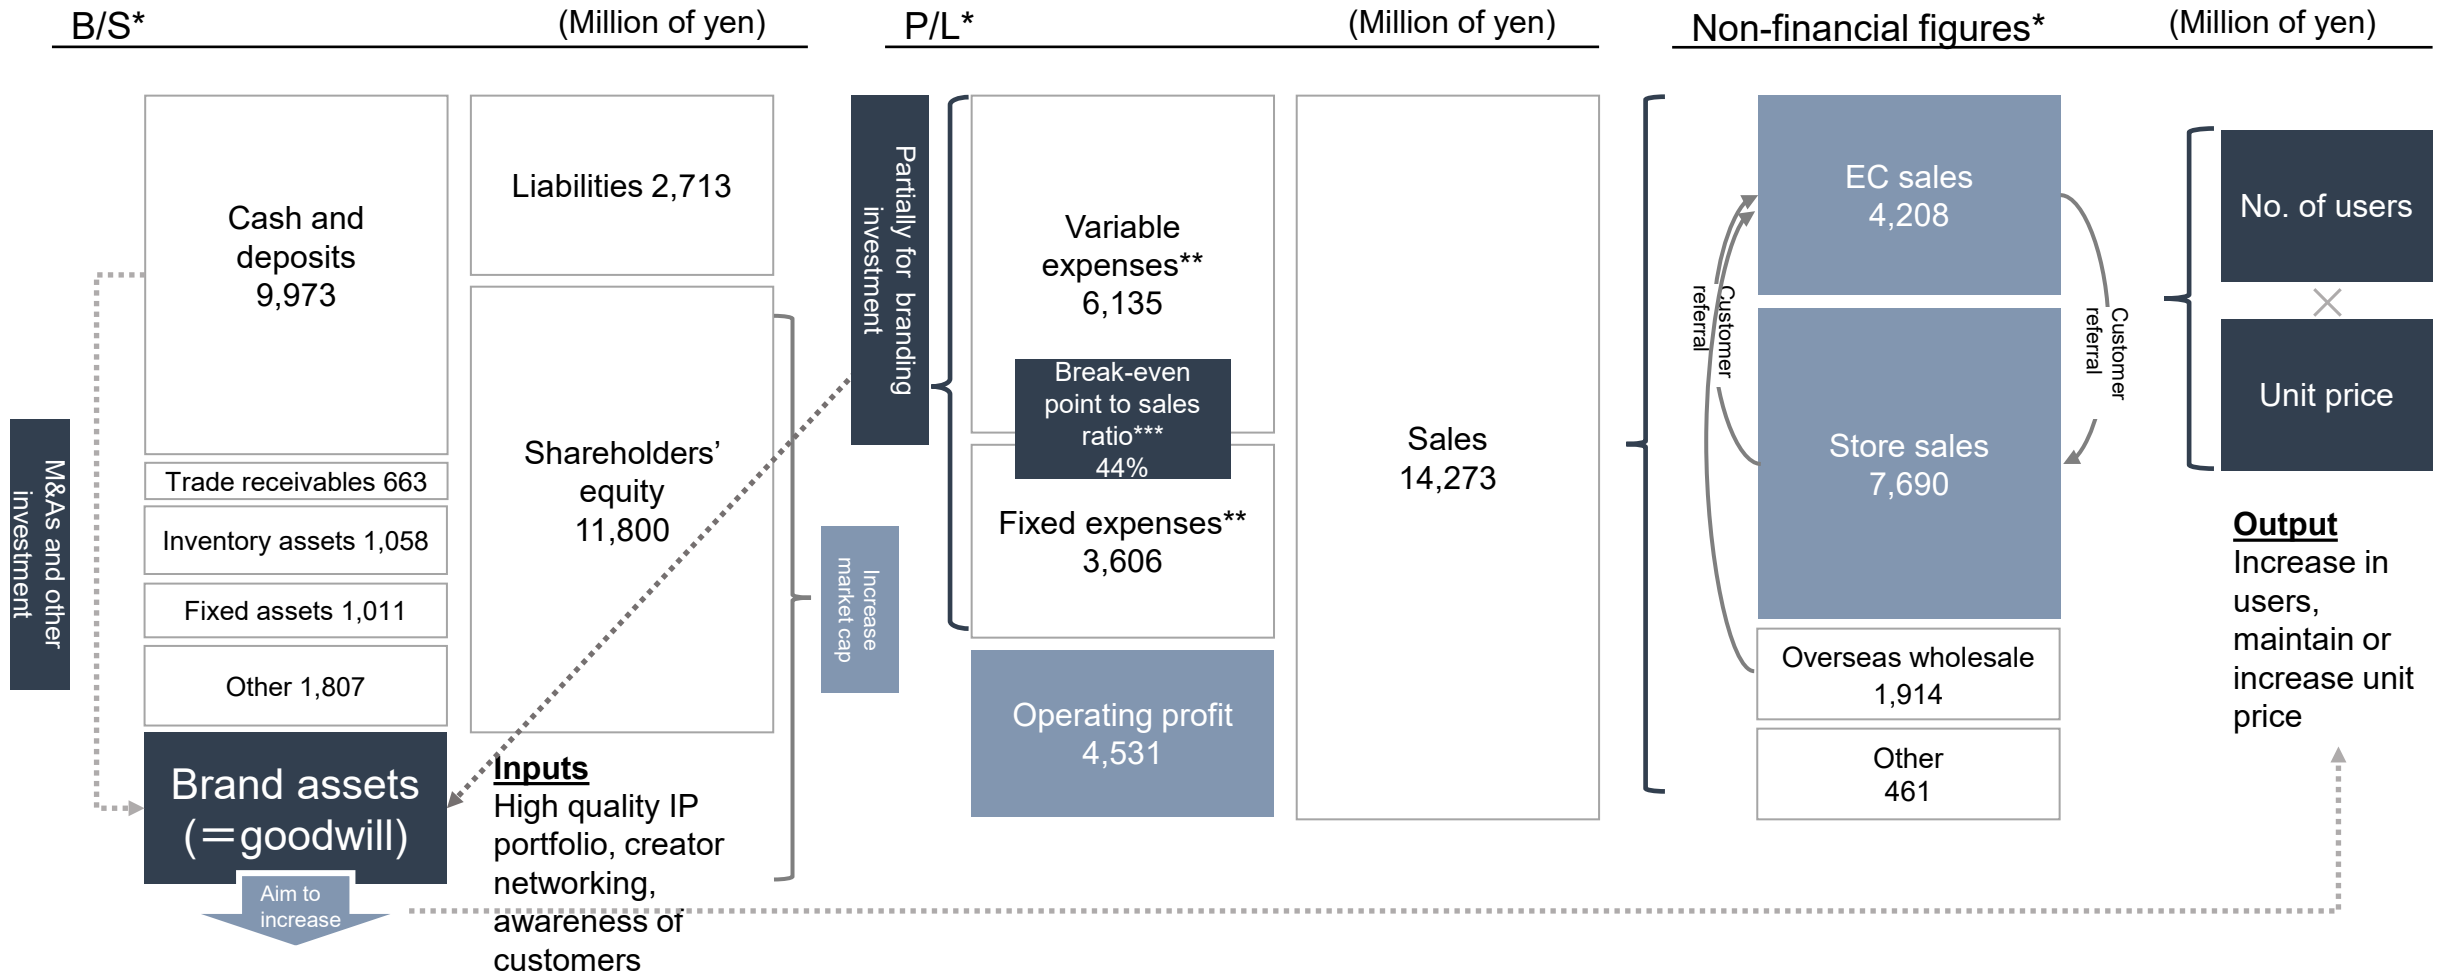 B/S*
(Million of yen)
Cash and
deposits
9,973
Trade receivables 663
Inventory assets 1,058
Fixed assets 1,011
Other 1,807
Brand assets
(＝goodwill)
Aim to
increase
M&As and other
investment
Liabilities 2,713
Shareholders’
equity
11,800
Inputs
High quality IP
portfolio, creator
networking,
awareness of
customers
Increase
market cap
P/L*
(Million of yen)
Partially for branding
investment
Variable
expenses**
6,135
Break-even
point to sales
ratio***
44%
Fixed expenses**
3,606
Operating profit
4,531
Sales
14,273
Non-financial figures*
(Million of yen)
EC sales
4,208
Store sales
7,690
Overseas wholesale
1,914
Other
461
Customer
referral
Customer
referral
No. of users
×
Unit price
Output
Increase in
users,
maintain or
increase unit
price